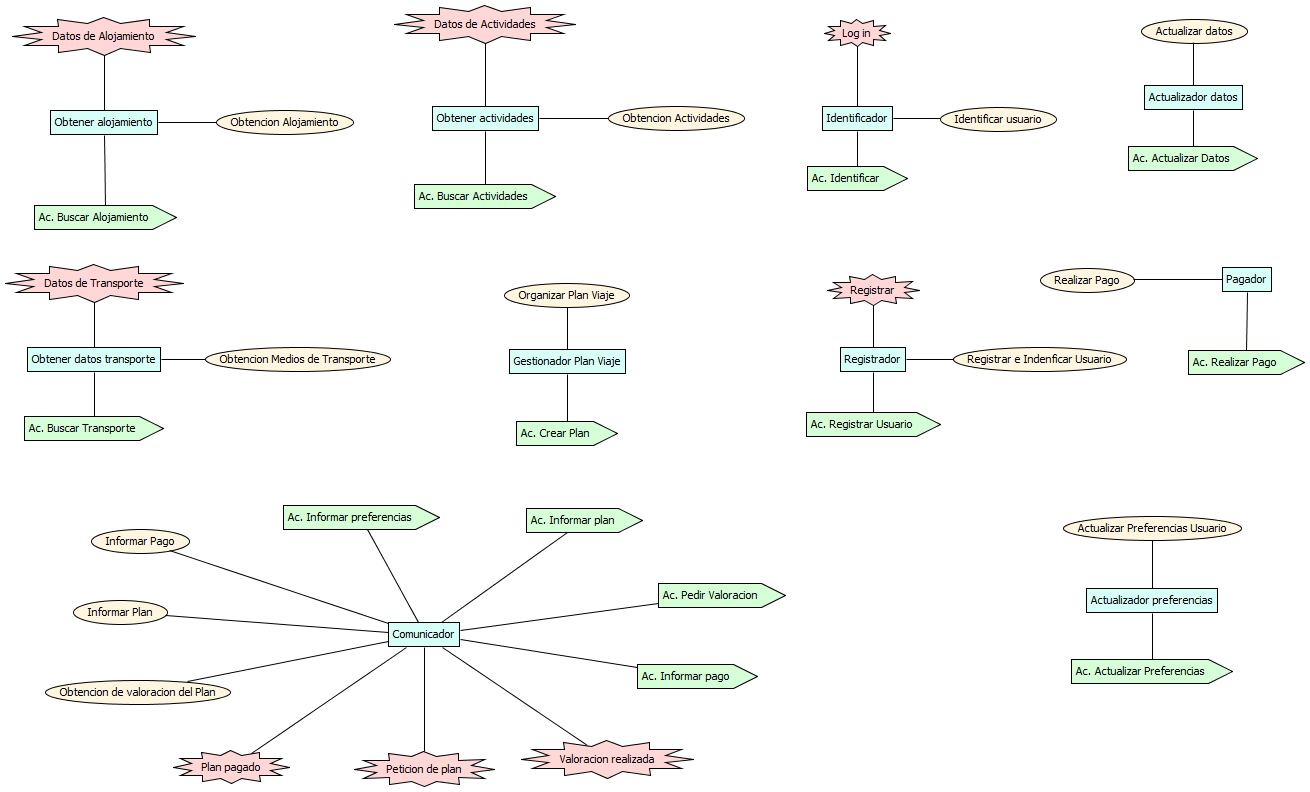 Datos de Alojamiento
Datos de Actividades
Log in
Actualizar datos
Obtener alojamiento
Obtencion Alojamiento
Obtener actividades
Obtencion Actividades
Identificador
Identificar usuario
Actualizador datos
Ac. Actualizar Datos
Ac. Identificar
Ac. Buscar Actividades
Ac. Buscar Alojamiento
Datos de Transporte
Organizar Plan Viaje
Registrar
Realizar Pago
Pagador
Obtener datos transporte
Obtencion Medios de Transporte
Gestionador Plan Viaje
Registrador
Registrar e Indenficar Usuario
Ac. Realizar Pago
Ac. Buscar Transporte
Ac. Crear Plan
Ac. Registrar Usuario
Ac. Informar preferencias
Ac. Informar plan
Informar Pago
Actualizar Preferencias Usuario
Ac. Pedir Valoracion
Actualizador preferencias
Informar Plan
Comunicador
Ac. Informar pago
Ac. Actualizar Preferencias
Obtencion de valoracion del Plan
Plan pagado
Peticion de plan
Valoracion realizada